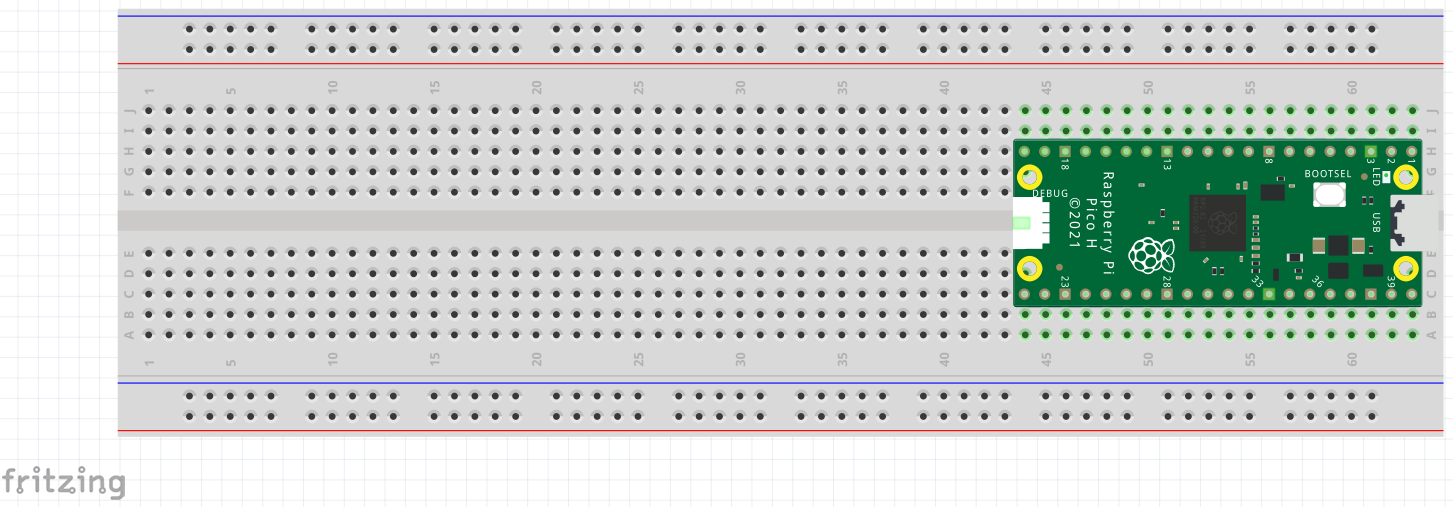 1 5 10 15 20 25 30 35 40 45 50 55 60
J J
I I
H H
G G
F F
18 13 8 3 2 1
DEBUG
BOOTSEL
LED
USB
Raspberry Pi
Pico H
©2021
23 28 33 36 39
E E
D D
C C
B B
A A
1 5 10 15 20 25 30 35 40 45 50 55 60
fritzing